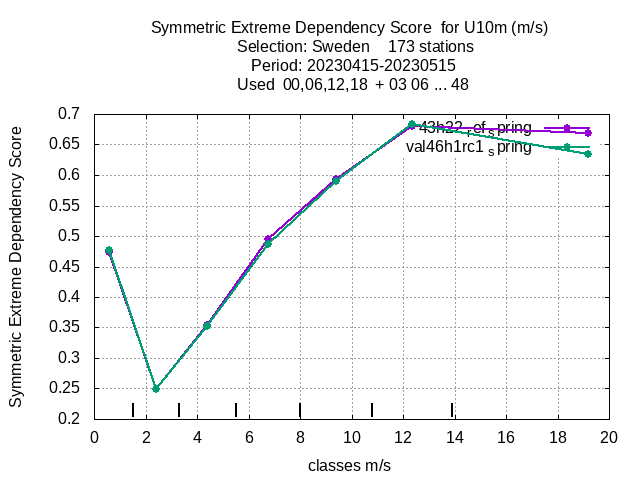 Symmetric Extreme Dependency Score for U10m (m/s)
Selection: Sweden 173 stations
Period: 20230415-20230515
Used 00,06,12,18 + 03 06 ... 48
Symmetric Extreme Dependency Score
0.7
0.65
0.6
0.55
0.5
0.45
0.4
0.35
0.3
0.25
0.2
43h22_ref_spring
val46h1rc1_spring
0 2 4 6 8 10 12 14 16 18 20
classes m/s